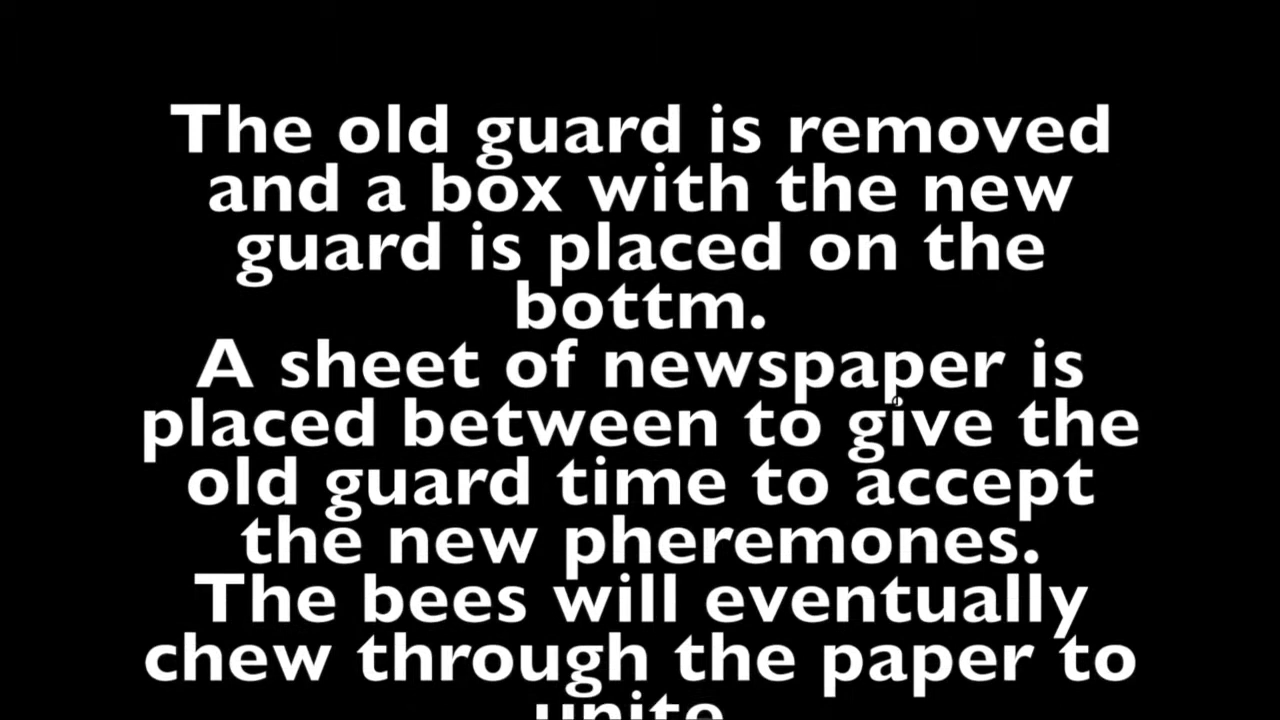 The old guard is removed
and a box with the new
guard is placed on the
bottm.
A sheet of newspaper is
placed between to give the
old guard time to accept
the new pheremones.
The bees will eventually
chew through the paper to
unite